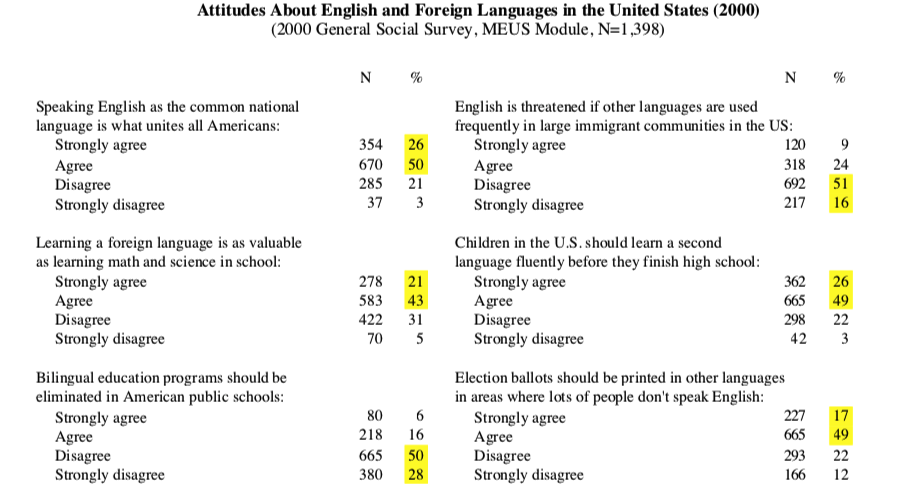 Attitudes About English and Foreign Languages in the United States (2000)
(2000 General Social Survey, MEUS Module, N=1,398)
N %
Speaking English as the common national
language is what unites all Americans:
Strongly agree 354 26
Agree 670 50
Disagree 285 21
Strongly disagree 37 3
Learning a foreign language is as valuable
as learning math and science in school:
Strongly agree 278 21
Agree 583 43
Disagree 422 31
Strongly disagree 70 5
Bilingual education programs should be
eliminated in American public schools:
Strongly agree 80 6
Agree 218 16
Disagree 665 50
Strongly disagree 380 28
N %
English is threatened if other languages are used
frequently in large immigrant communities in the US:
Strongly agree 120 9
Agree 318 24
Disagree 692 51
Strongly disagree 217 16
Children in the U.S. should learn a second
language fluently before they finish high school:
Strongly agree 362 26
Agree 665 49
Disagree 298 22
Strongly disagree 42 3
Election ballots should be printed in other languages
in areas where lots of people don't speak English:
Strongly agree 227 17
Agree 665 49
Disagree 293 22
Strongly disagree 166 12